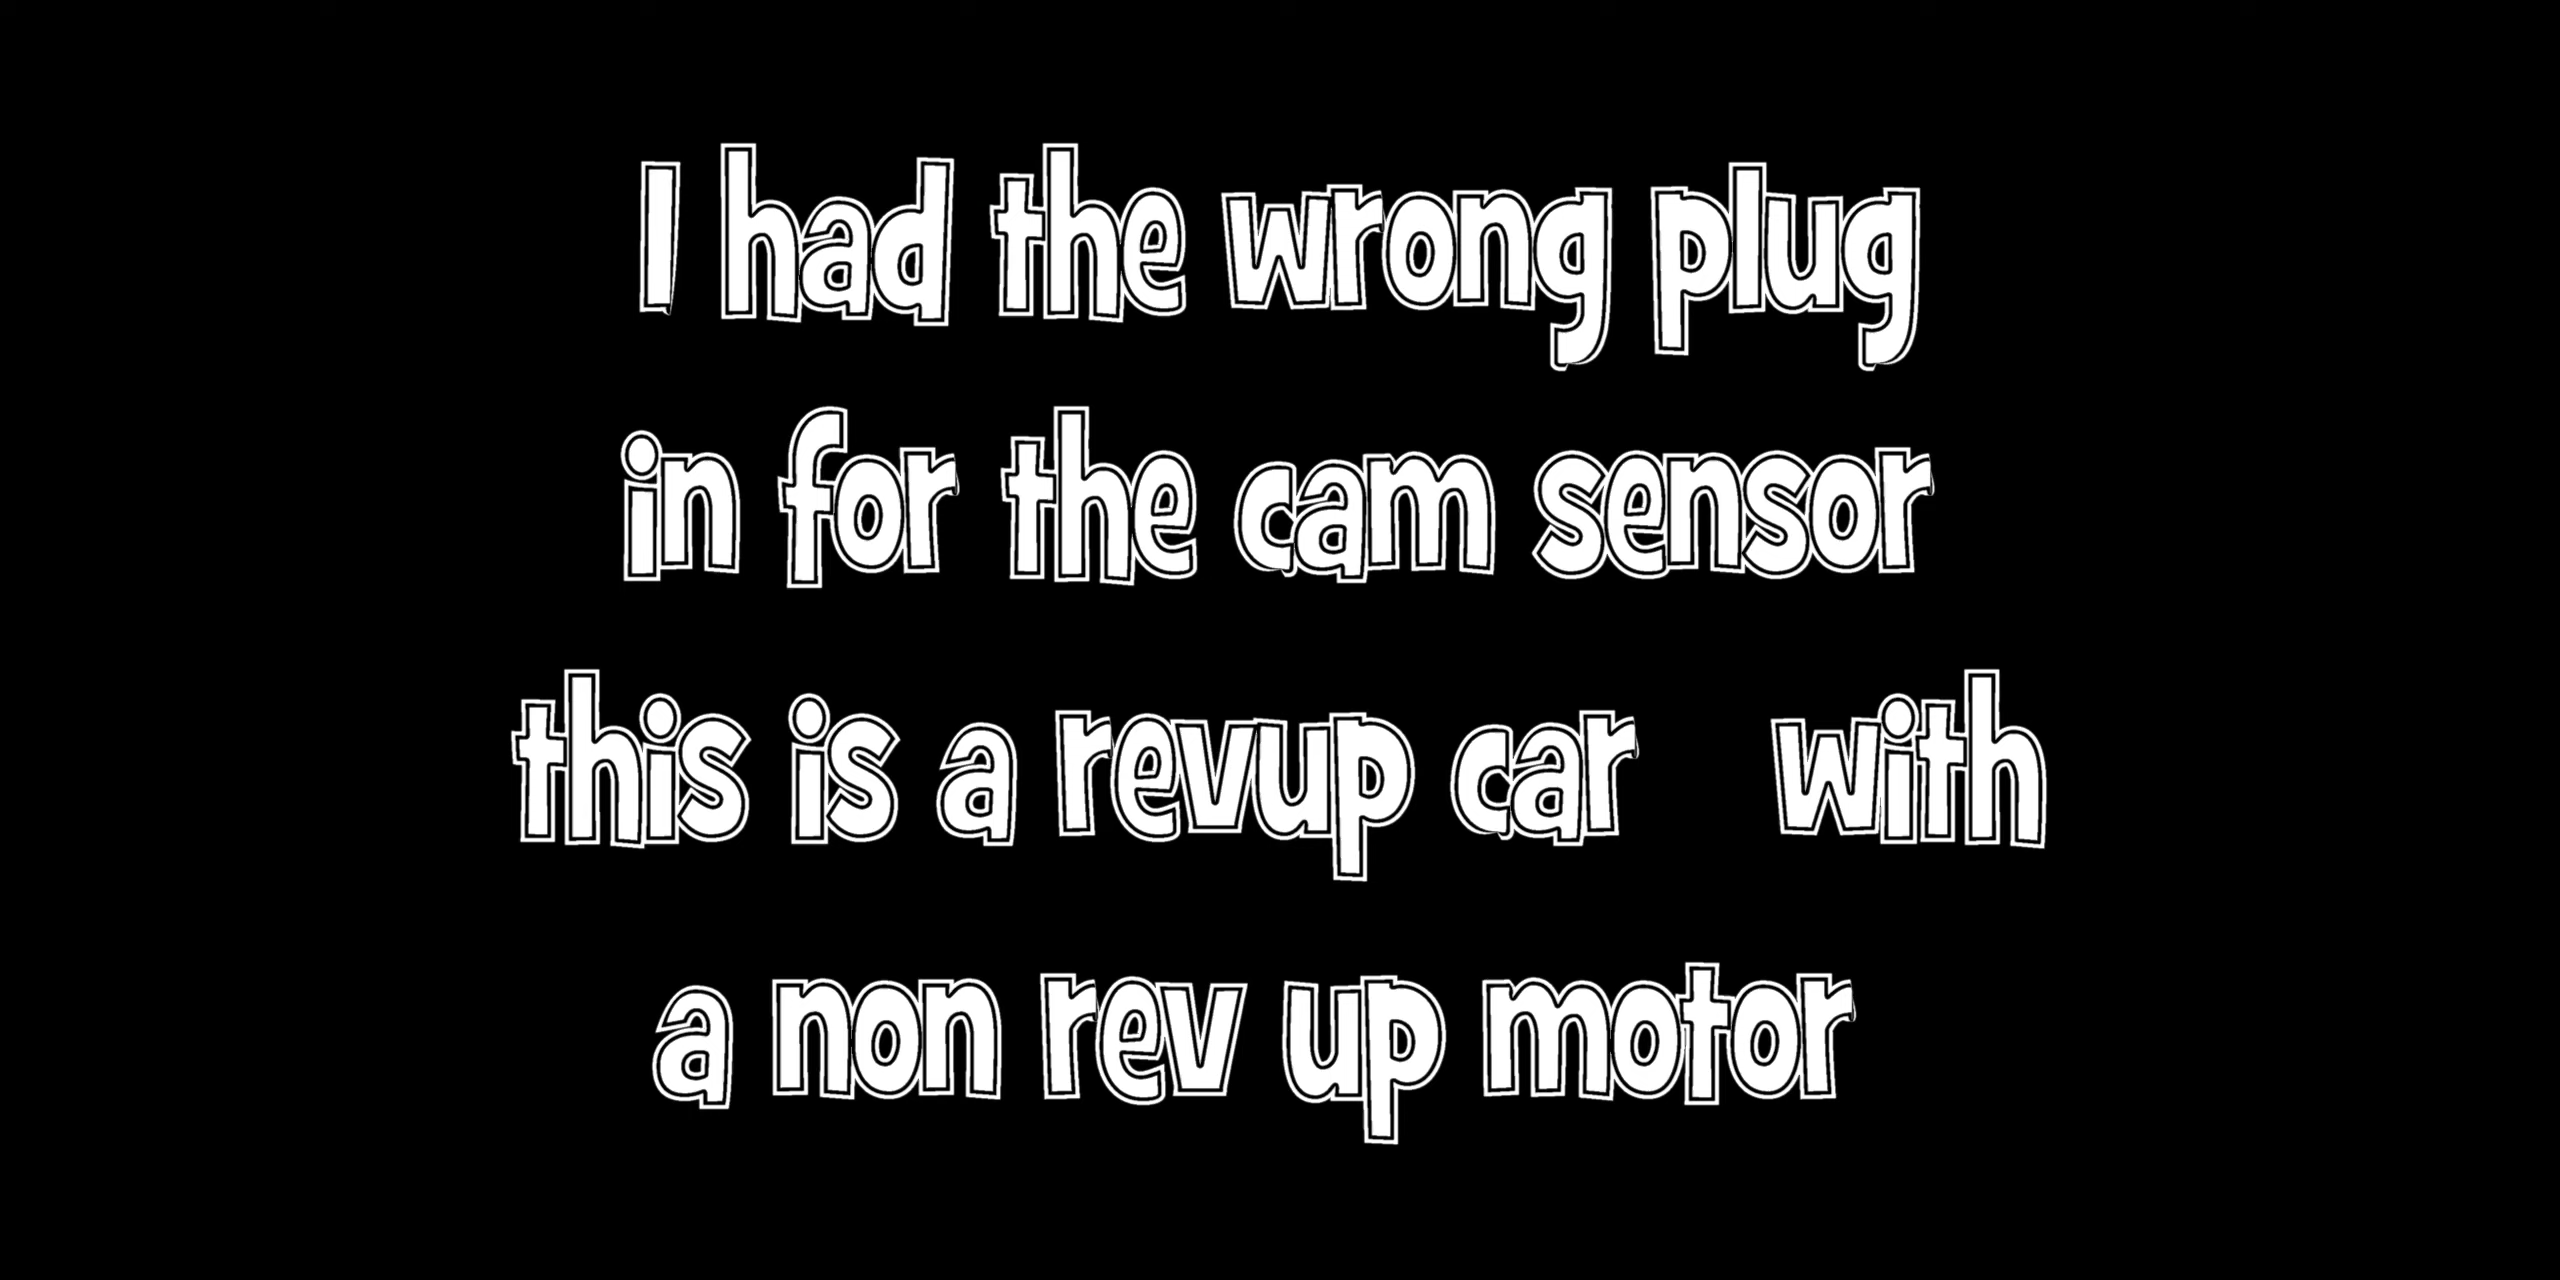 I had the wrong plug
in for the cam sensor
this is a revup car with
a non rev up motor